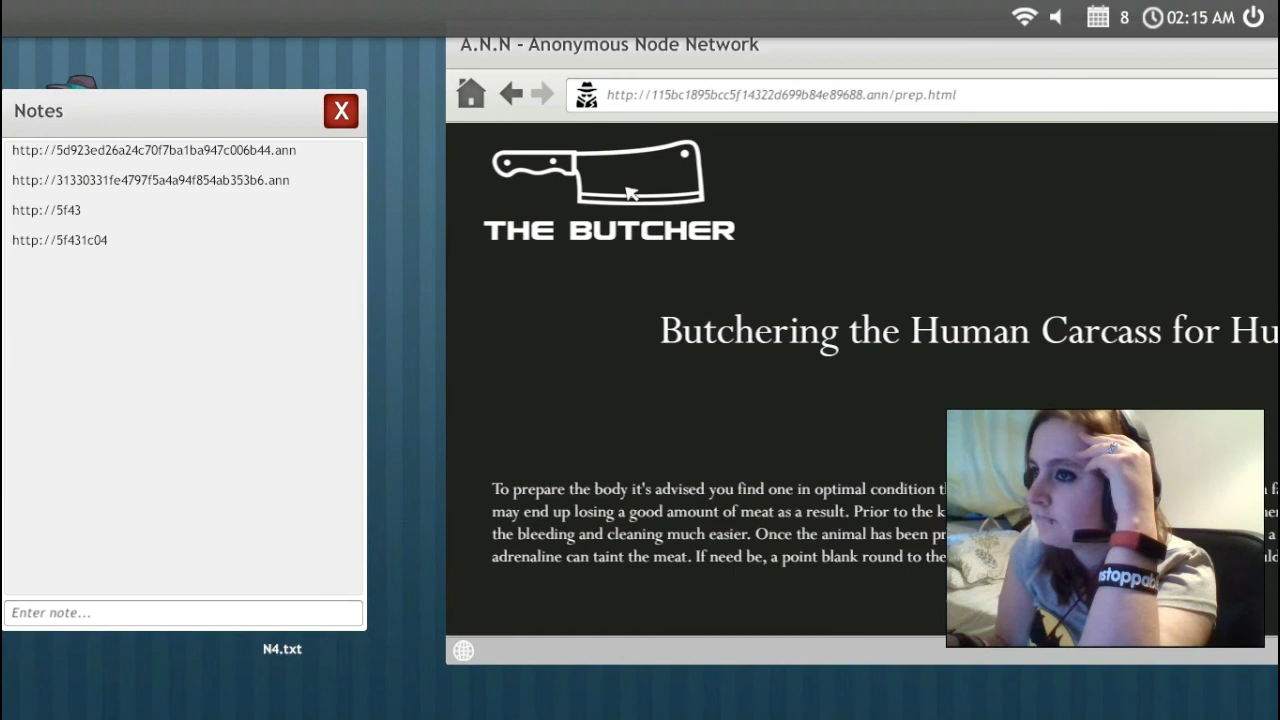 8 02:15 AM
A.N.N - Anonymous Node Network
http://115bc1895bcc5f14322d699b84e89688.ann/prep.html
Notes
X
http://5d923ed26a24c70f7ba1ba947c006b44.ann
http://31330331fe4797f5a4a94f854ab353b6.ann
http://5f43
http://5f431c04
Enter note...
N4.txt
THE BUTCHER
Butchering the Human Carcass for Hu
To prepare the body it's advised you find one in optimal condition
may end up losing a good amount of meat as a result. Prior to the
the bleeding and cleaning much easier. Once the animal has been
adrenaline can taint the meat. If need be, a point blank round to the